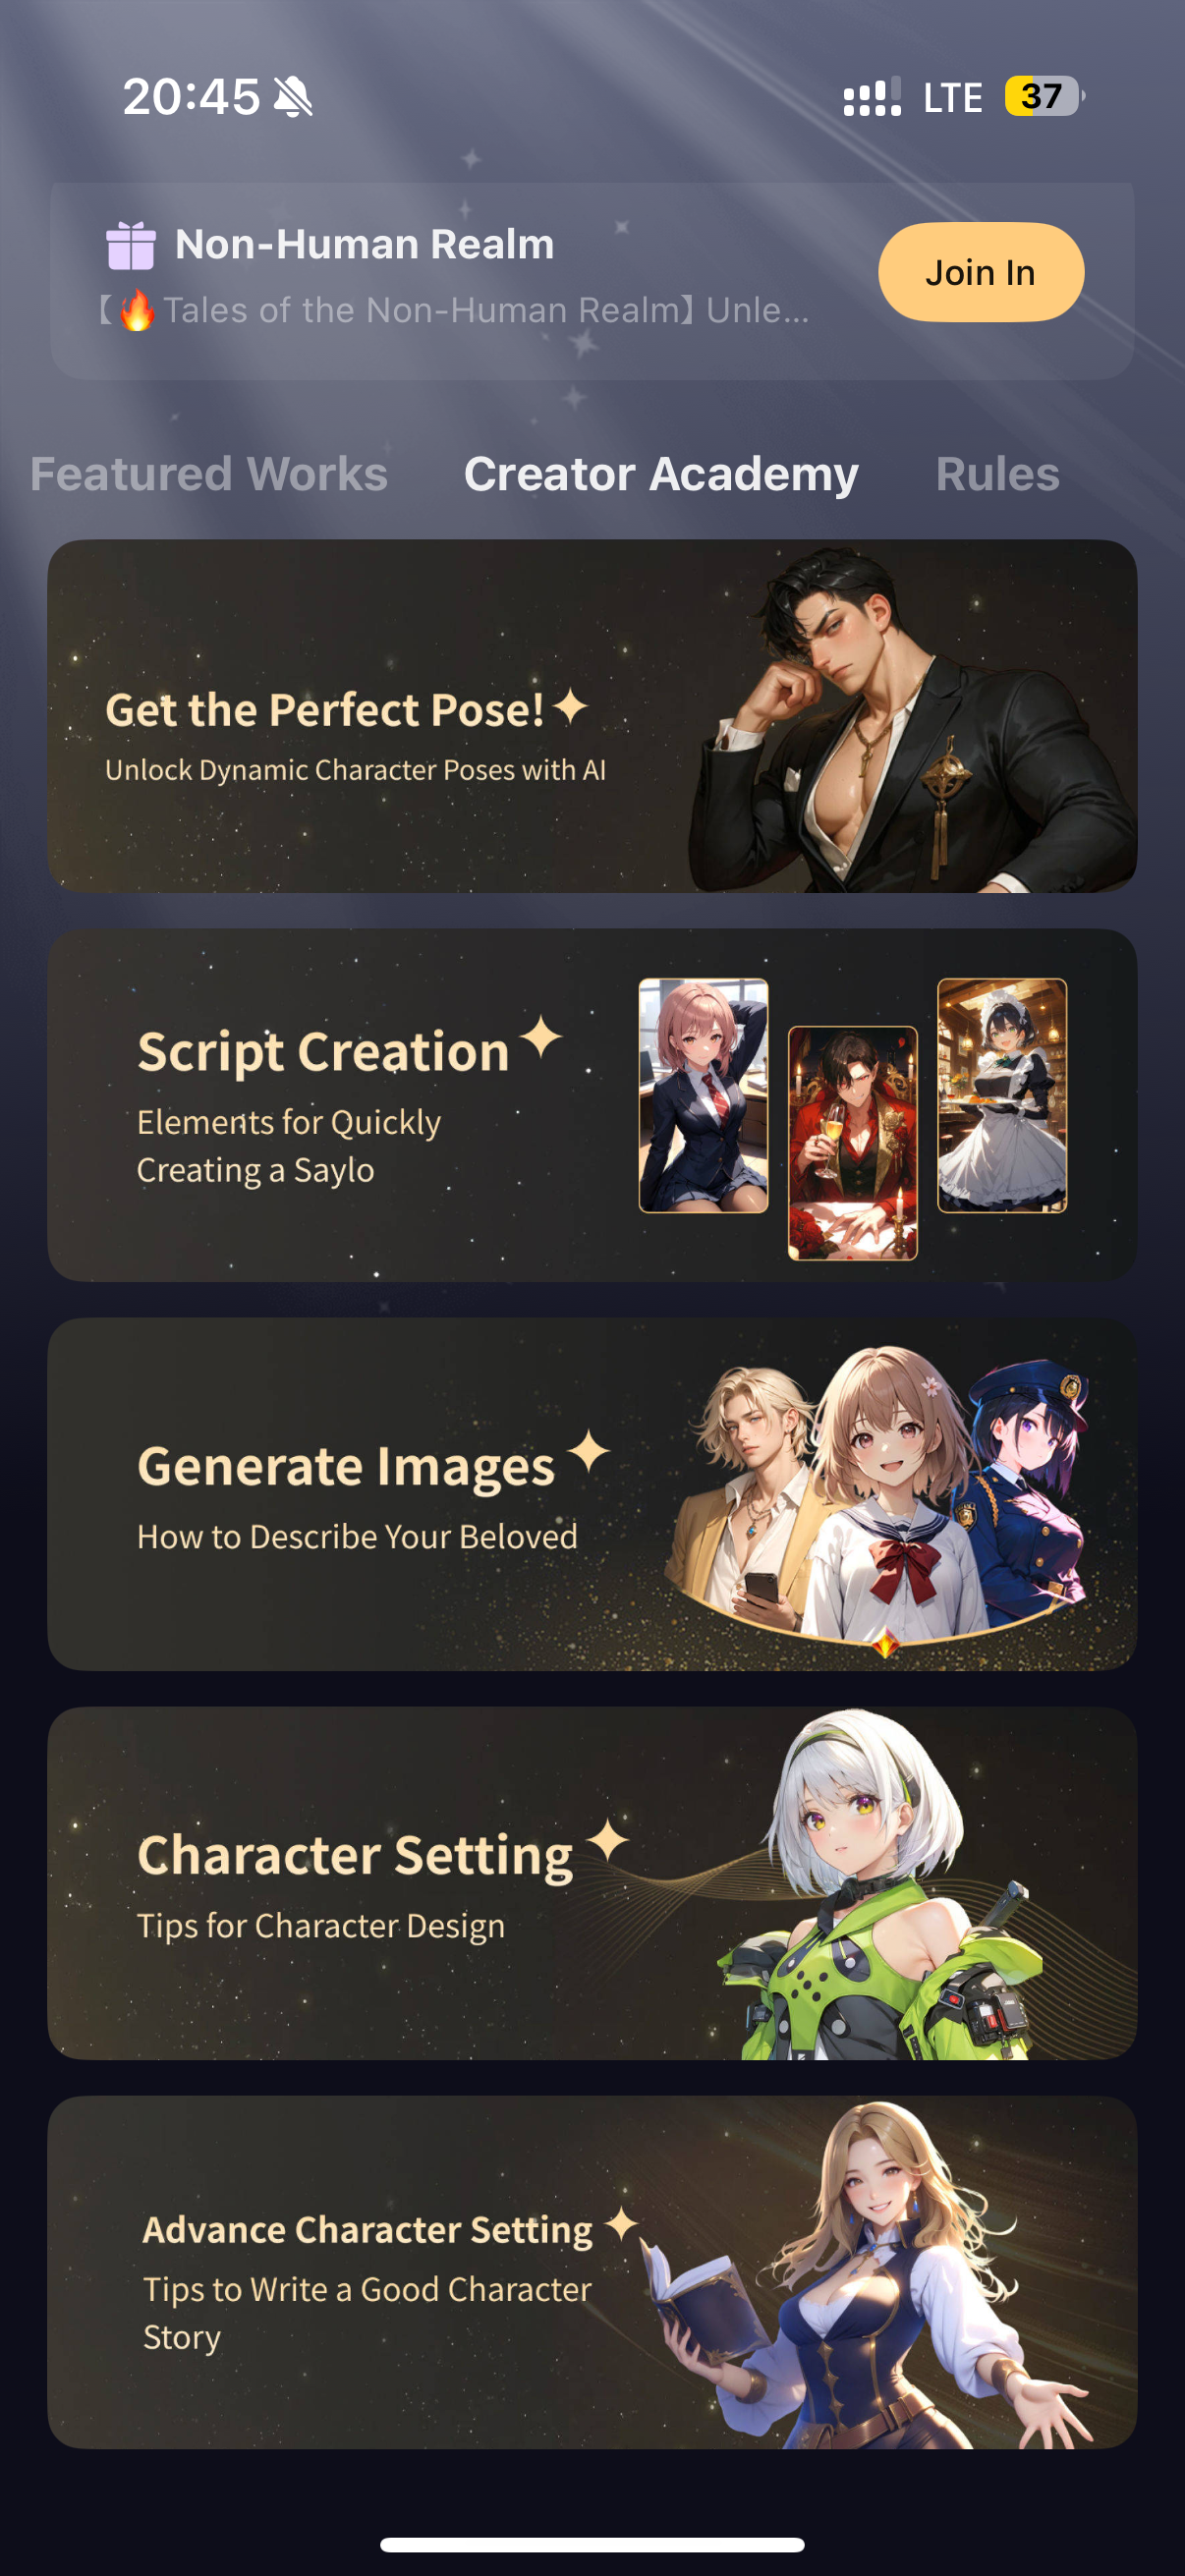 20:45
LTE 37
Non-Human Realm
【🔥Tales of the Non-Human Realm】Unle...
Join In
Featured Works Creator Academy Rules
Get the Perfect Pose!
Unlock Dynamic Character Poses with AI
Script Creation
Elements for Quickly
Creating a Saylo
Generate Images
How to Describe Your Beloved
Character Setting
Tips for Character Design
Advance Character Setting
Tips to Write a Good Character
Story